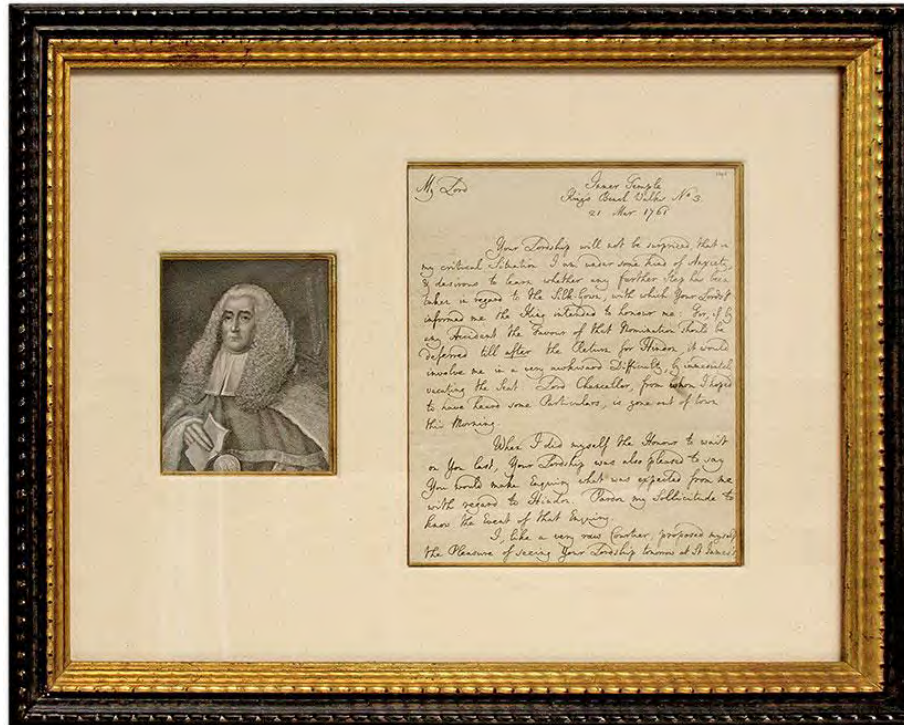 My Lord
Inner Temple
King's Bench Walks No 3.
21 Mar. 1761
Your Lordship will not be surprized, that in
my critical Situation I am under some kind of Anxiety,
& desirous to learn whether any further Step has been
taken in regard to the Silk Gown, with which Your Lordsp
informed me the King intended to honour me: For, if by
any Accident the Favour of that Nomination should be
deferred till after the Return for Hindon, it would
involve me in a very awkward Difficulty, by immediately
vacating the Seat. Lord Chancellor, from whom I hoped
to have heard some Particulars, is gone out of town
this Morning.
When I did myself the Honour to wait
on You last, Your Lordship was also pleased to say
You would make Enquiry what was expected from me
with regard to Hindon. Pardon my Sollicitude to
know the Event of that Enquiry.
I, like a very raw Courtier, proposed myself
the Pleasure of seeing Your Lordship tomorrow at St James's